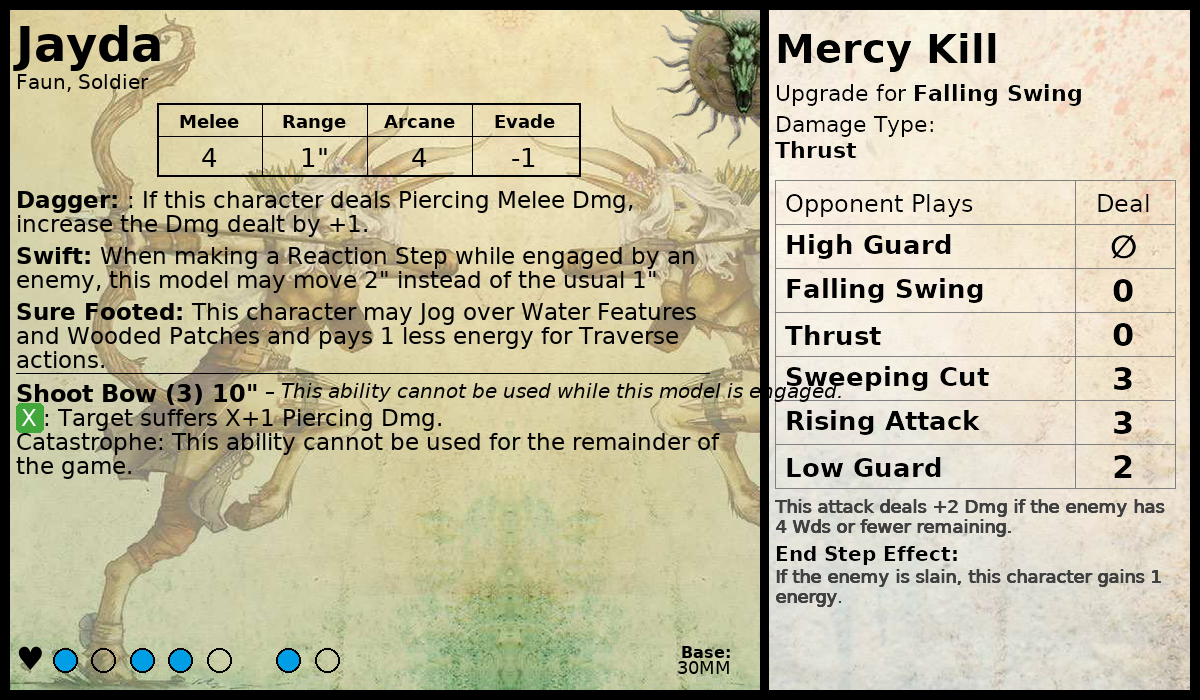 Jayda
Faun, Soldier
Melee Range Arcane Evade
4 1" 4 -1
Dagger: : If this character deals Piercing Melee Dmg,
increase the Dmg dealt by +1.
Swift: When making a Reaction Step while engaged by an
enemy, this model may move 2" instead of the usual 1"
Sure Footed: This character may Jog over Water Features
and Wooded Patches and pays 1 less energy for Traverse
actions.
Shoot Bow (3) 10" – This ability cannot be used while this model is engaged.
X: Target suffers X+1 Piercing Dmg.
Catastrophe: This ability cannot be used for the remainder of
the game.
Base:
30MM
Mercy Kill
Upgrade for Falling Swing
Damage Type:
Thrust
Opponent Plays Deal
High Guard ∅
Falling Swing 0
Thrust 0
Sweeping Cut 3
Rising Attack 3
Low Guard 2
This attack deals +2 Dmg if the enemy has
4 Wds or fewer remaining.
End Step Effect:
If the enemy is slain, this character gains 1
energy.